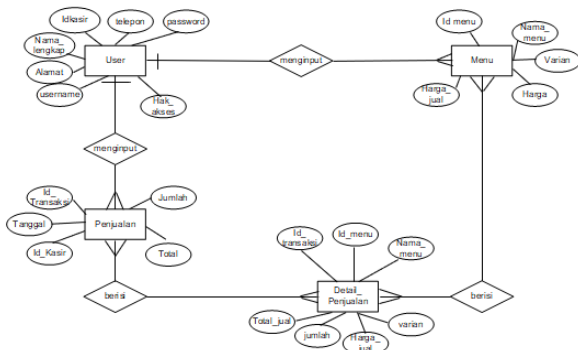 Idkasir
telepon
password
Nama_
lengkap
User
Alamat
username
Hak_
akses
menginput
Id menu
Nama_
menu
Menu
Varian
Harga_
jual
Harga
menginput
Id_
Transaksi
Jumlah
Tanggal
Penjualan
Id_Kasir
Total
berisi
Id_
transaksi
Id_menu
Nama_
menu
Detail_
Penjualan
berisi
Total_jual
jumlah
Harga_
jual
varian